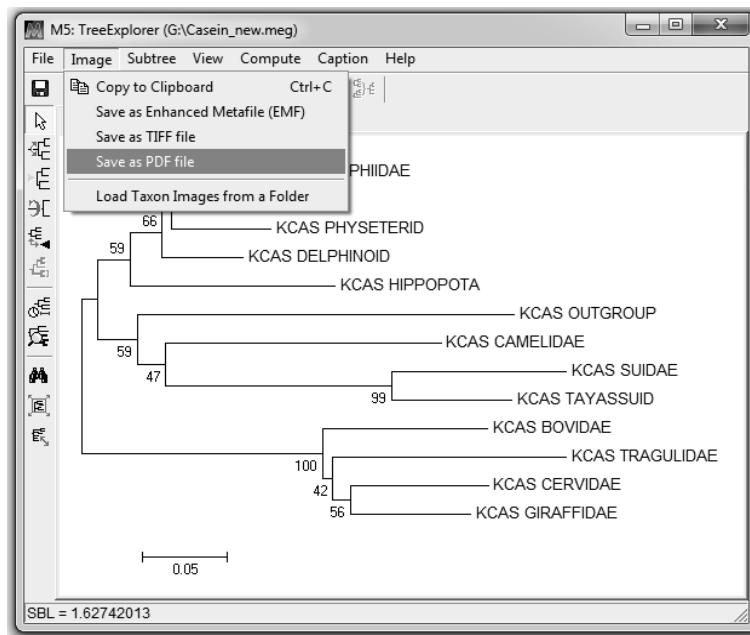 M5: TreeExplorer (G:\Casein_new.meg)
File Image Subtree View Compute Caption Help
Copy to Clipboard Ctrl+C
Save as Enhanced Metafile (EMF)
Save as TIFF file
Save as PDF file
Load Taxon Images from a Folder
PHIIDAE
66
KCAS PHYSETERID
59
KCAS DELPHINOID
KCAS HIPPOPOTA
KCAS OUTGROUP
59
KCAS CAMELIDAE
47
KCAS SUIDAE
99
KCAS TAYASSUID
KCAS BOVIDAE
100
KCAS TRAGULIDAE
42
KCAS CERVIDAE
56
KCAS GIRAFFIDAE
0.05
SBL = 1.62742013